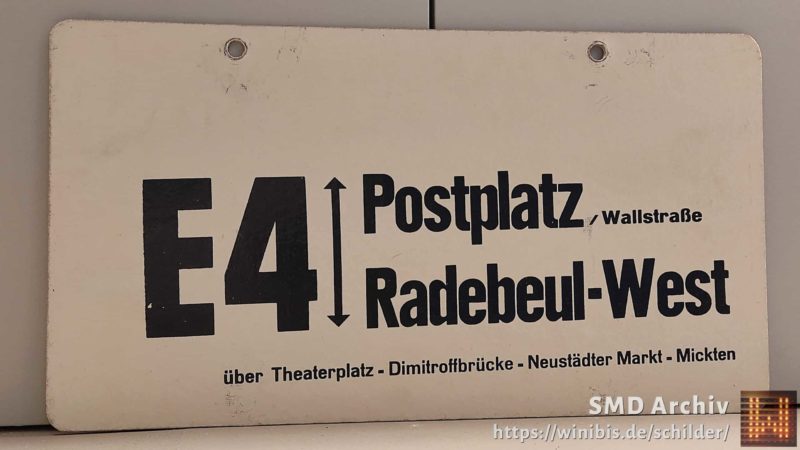 E4 Postplatz / Wallstraße
Radebeul-West
über Theaterplatz - Dimitroffbrücke - Neustädter Markt - Mickten
SMD Archiv
https://winibis.de/schilder/